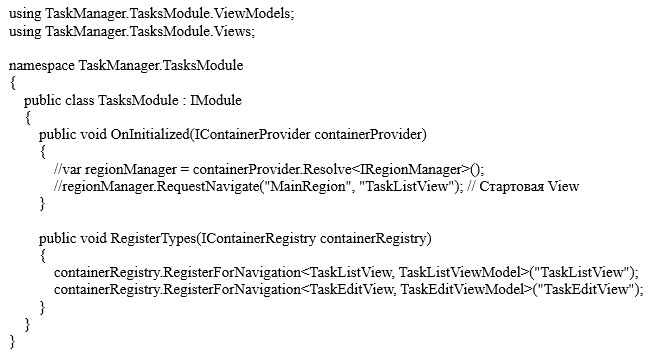 using TaskManager.TasksModule.ViewModels;
using TaskManager.TasksModule.Views;

namespace TaskManager.TasksModule
{
    public class TasksModule : IModule
    {
        public void OnInitialized(IContainerProvider containerProvider)
        {
            //var regionManager = containerProvider.Resolve<IRegionManager>();
            //regionManager.RequestNavigate("MainRegion", "TaskListView"); // Стартовая View
        }

        public void RegisterTypes(IContainerRegistry containerRegistry)
        {
            containerRegistry.RegisterForNavigation<TaskListView, TaskListViewModel>("TaskListView");
            containerRegistry.RegisterForNavigation<TaskEditView, TaskEditViewModel>("TaskEditView");
        }
    }
}